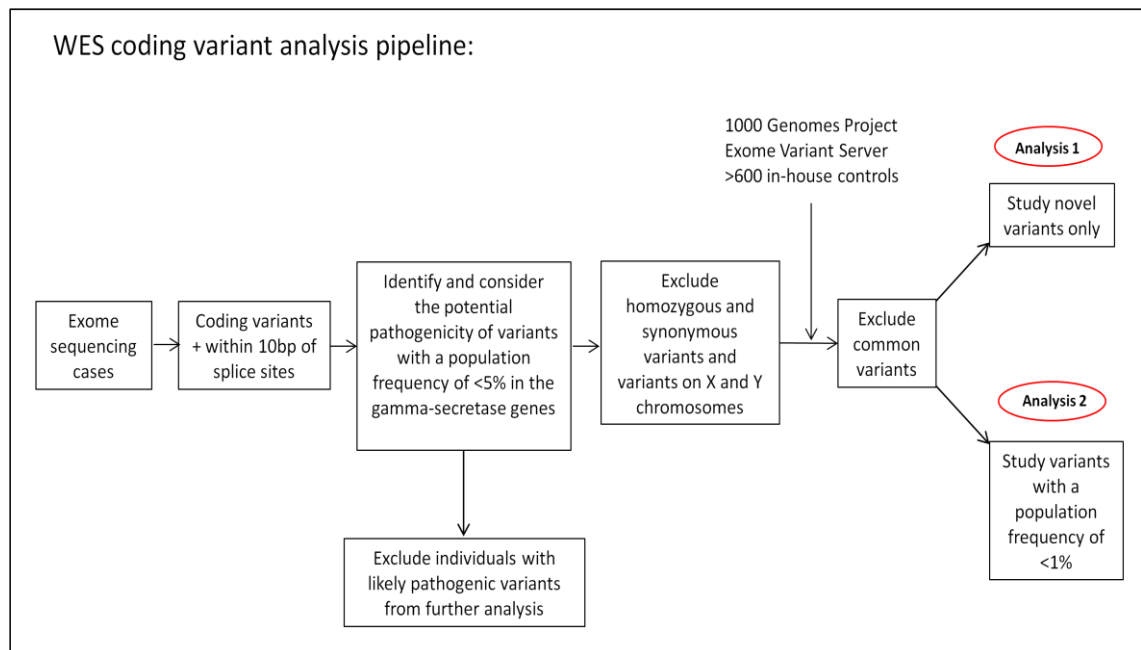 WES coding variant analysis pipeline:
Exome
sequencing
cases
Coding variants
+ within 10bp of
splice sites
Identify and consider
the potential
pathogenicity of variants
with a population
frequency of <5% in the
gamma-secretase genes
Exclude individuals with
likely pathogenic variants
from further analysis
Exclude
homozygous and
synonymous
variants and
variants on X and Y
chromosomes
1000 Genomes Project
Exome Variant Server
>600 in-house controls
Exclude
common
variants
Analysis 1
Study novel
variants only
Analysis 2
Study variants
with a
population
frequency of
<1%